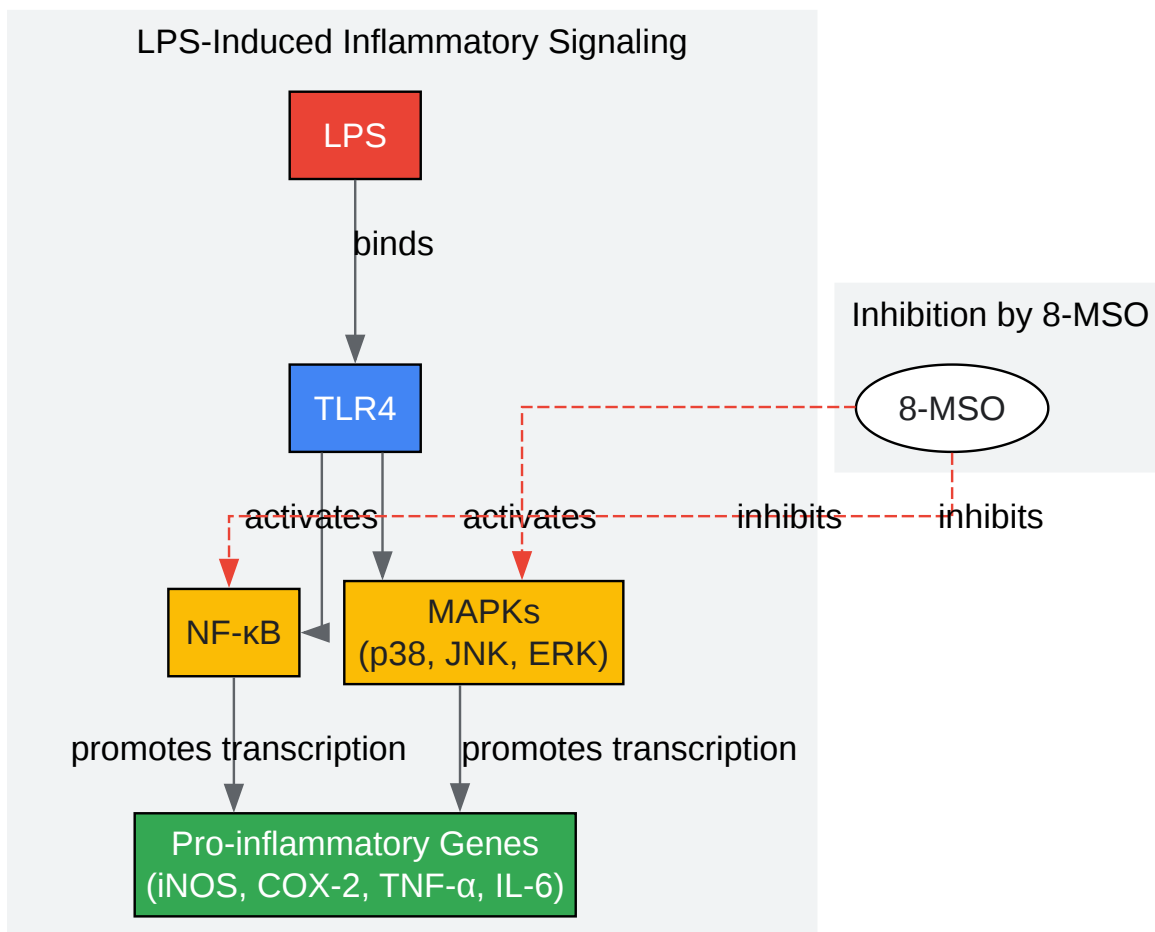 LPS-Induced Inflammatory Signaling
LPS
binds
Inhibition by 8-MSO
TLR4
8-MSO
activates
activates
inhibits
inhibits
NF-κB
MAPKs
(p38, JNK, ERK)
promotes transcription
promotes transcription
Pro-inflammatory Genes
(iNOS, COX-2, TNF-α, IL-6)